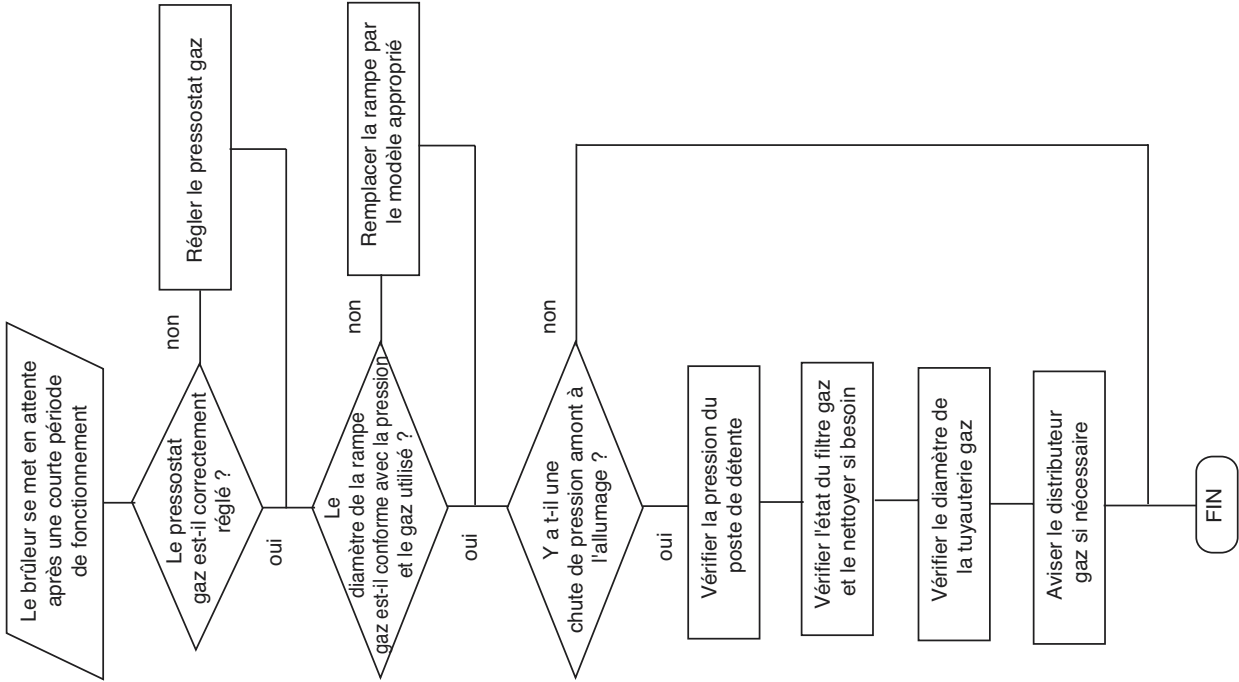 Le brûleur se met en attente
après une courte période
de fonctionnement
Le pressostat
gaz est-il correctement
réglé ?
non
Régler le pressostat gaz
oui
Le
diamètre de la rampe
gaz est-il conforme avec la pression
et le gaz utilisé ?
non
Remplacer la rampe par
le modèle approprié
oui
Y a t-il une
chute de pression amont à
l'allumage ?
non
oui
Vérifier la pression du
poste de détente
Vérifier l'état du filtre gaz
et le nettoyer si besoin
Vérifier le diamètre de
la tuyauterie gaz
Aviser le distributeur
gaz si nécessaire
FIN